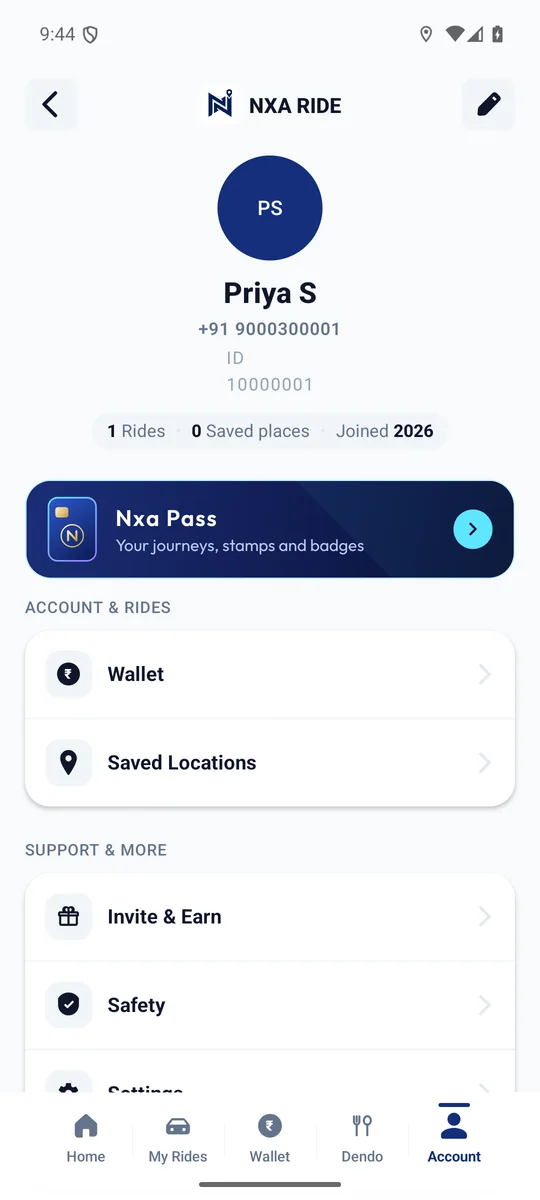 9:44
NXA RIDE
PS
Priya S
+91 9000300001
ID
10000001
1 Rides · 0 Saved places · Joined 2026
N
Nxa Pass
Your journeys, stamps and badges
ACCOUNT & RIDES
₹ Wallet
Saved Locations
SUPPORT & MORE
Invite & Earn
Safety
Settings
₹
Home My Rides Wallet Dendo Account